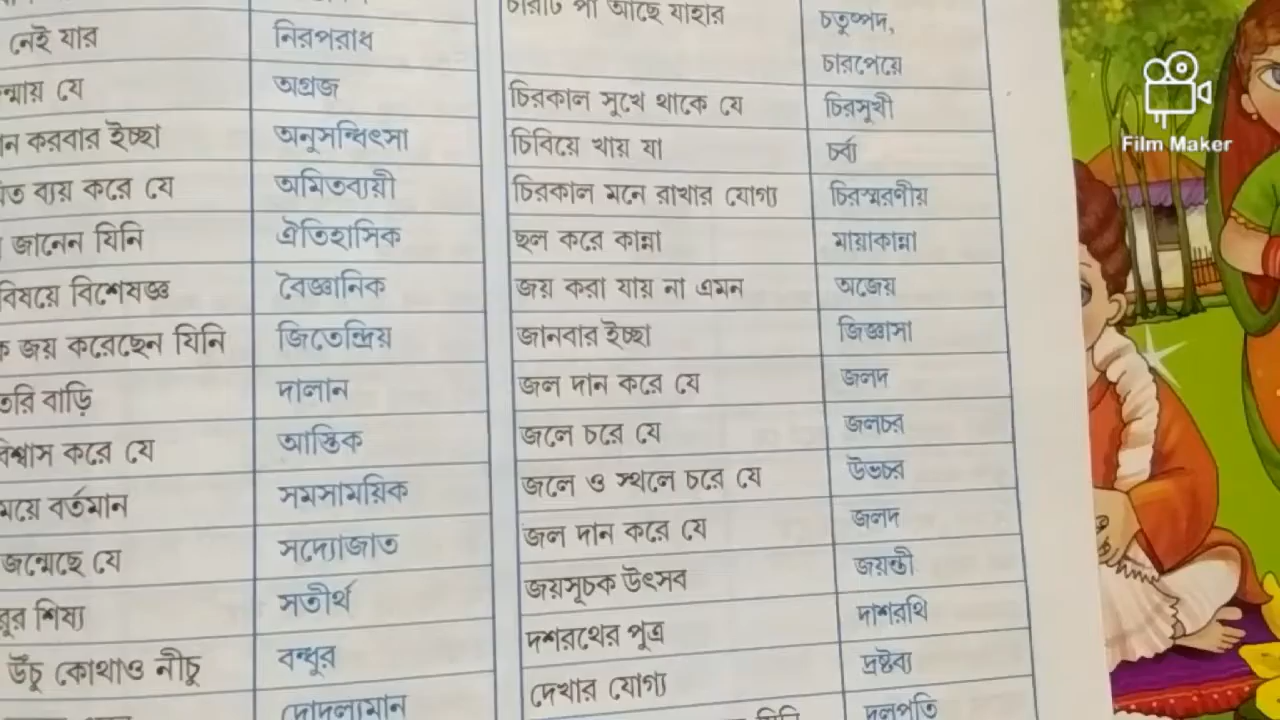 নেই যার
নিরপরাধ
যে
অগ্রজ
করবার ইচ্ছা
অনুসন্ধিৎসা
ব্যয় করে যে
অমিতব্যয়ী
জানেন যিনি
ঐতিহাসিক
বিষয়ে বিশেষজ্ঞ
বৈজ্ঞানিক
জয় করেছেন যিনি
জিতেন্দ্রিয়
বাড়ি
দালান
করে যে
আস্তিক
বর্তমান
সমসাময়িক
জন্মেছে যে
সদ্যোজাত
শিষ্য
সতীর্থ
উঁচু কোথাও নীচু
বন্ধুর
দোদুল্যমান
চারটি পা আছে যাহার
চতুষ্পদ,
চারপেয়ে
চিরকাল সুখে থাকে যে
চিরসুখী
চিবিয়ে খায় যা
চর্ব্য
চিরকাল মনে রাখার যোগ্য
চিরস্মরণীয়
ছল করে কান্না
মায়াকান্না
জয় করা যায় না এমন
অজেয়
জানবার ইচ্ছা
জিজ্ঞাসা
জল দান করে যে
জলদ
জলে চরে যে
জলচর
জলে ও স্থলে চরে যে
উভচর
জল দান করে যে
জলদ
জয়সূচক উৎসব
জয়ন্তী
দশরথের পুত্র
দাশরথি
দেখার যোগ্য
দ্রষ্টব্য
যিনি
দলপতি
Film Maker